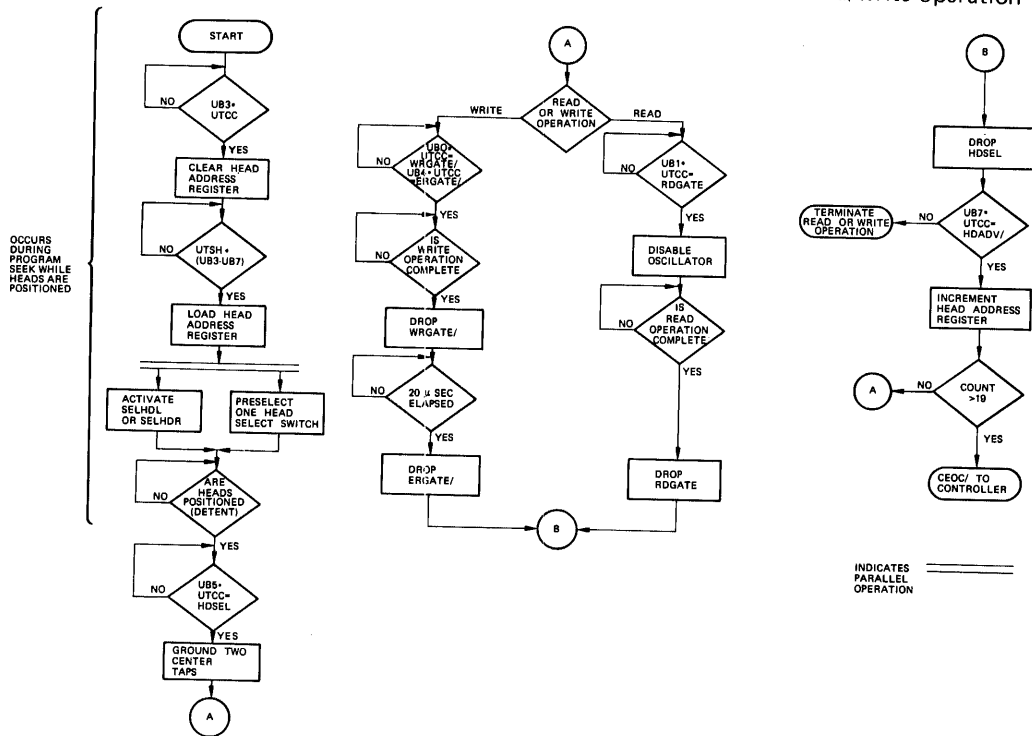 Operation
OCCURS
DURING
PROGRAM
SEEK WHILE
HEADS ARE
POSITIONED
START
UB3•
UTCC
NO
YES
CLEAR HEAD
ADDRESS
REGISTER
UTSH •
(UB3-UB7)
NO
YES
LOAD HEAD
ADDRESS
REGISTER
ACTIVATE
SELHDL
OR SELHDR
PRESELECT
ONE HEAD
SELECT SWITCH
ARE
HEADS
POSITIONED
(DETENT)
NO
YES
UB5•
UTCC=
HDSEL
NO
YES
GROUND TWO
CENTER
TAPS
A
A
READ
OR WRITE
OPERATION
WRITE
READ
UB0•
UTCC=
WRGATE/
UB4•UTCC
=ERGATE/
NO
YES
IS
WRITE
OPERATION
COMPLETE
NO
YES
DROP
WRGATE/
20 μ SEC
ELAPSED
NO
YES
DROP
ERGATE/
UB1•
UTCC=
RDGATE
NO
YES
DISABLE
OSCILLATOR
IS
READ
OPERATION
COMPLETE
NO
YES
DROP
RDGATE
B
B
DROP
HDSEL
UB7•
UTCC=
HDADV/
NO
TERMINATE
READ OR WRITE
OPERATION
YES
INCREMENT
HEAD ADDRESS
REGISTER
COUNT
>19
NO
A
YES
CEOC/ TO
CONTROLLER
INDICATES
PARALLEL
OPERATION